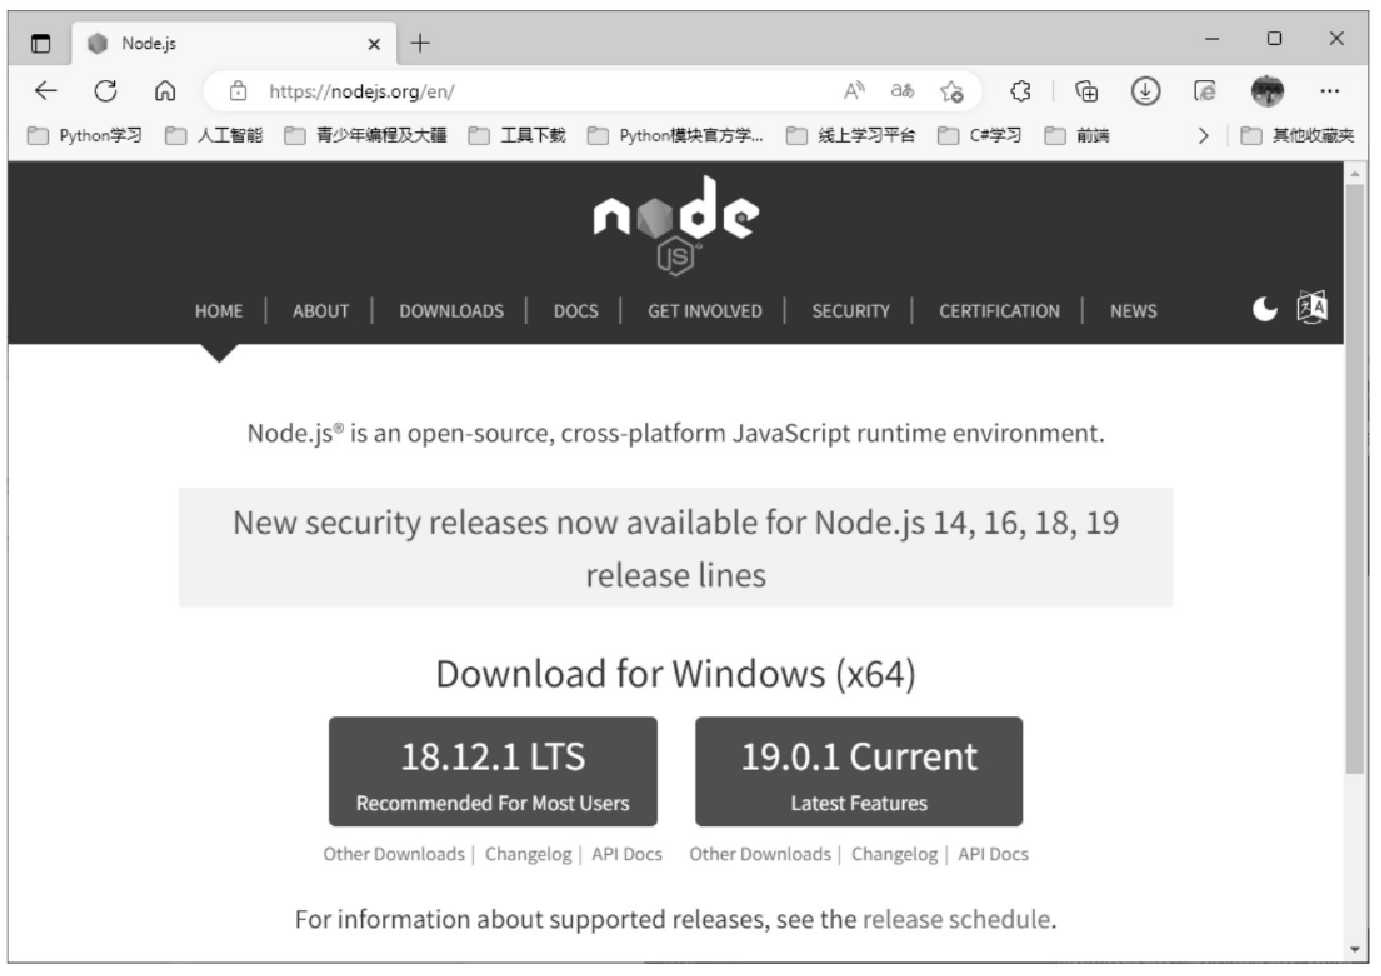 Node.js
https://nodejs.org/en/
Python学习 人工智能 青少年编程及大疆 工具下载 Python模块官方学... 线上学习平台 C#学习 前端 其他收藏夹
node
JS
HOME | ABOUT | DOWNLOADS | DOCS | GET INVOLVED | SECURITY | CERTIFICATION | NEWS
Node.js® is an open-source, cross-platform JavaScript runtime environment.
New security releases now available for Node.js 14, 16, 18, 19
release lines
Download for Windows (x64)
18.12.1 LTS
Recommended For Most Users
19.0.1 Current
Latest Features
Other Downloads | Changelog | API Docs
Other Downloads | Changelog | API Docs
For information about supported releases, see the release schedule.